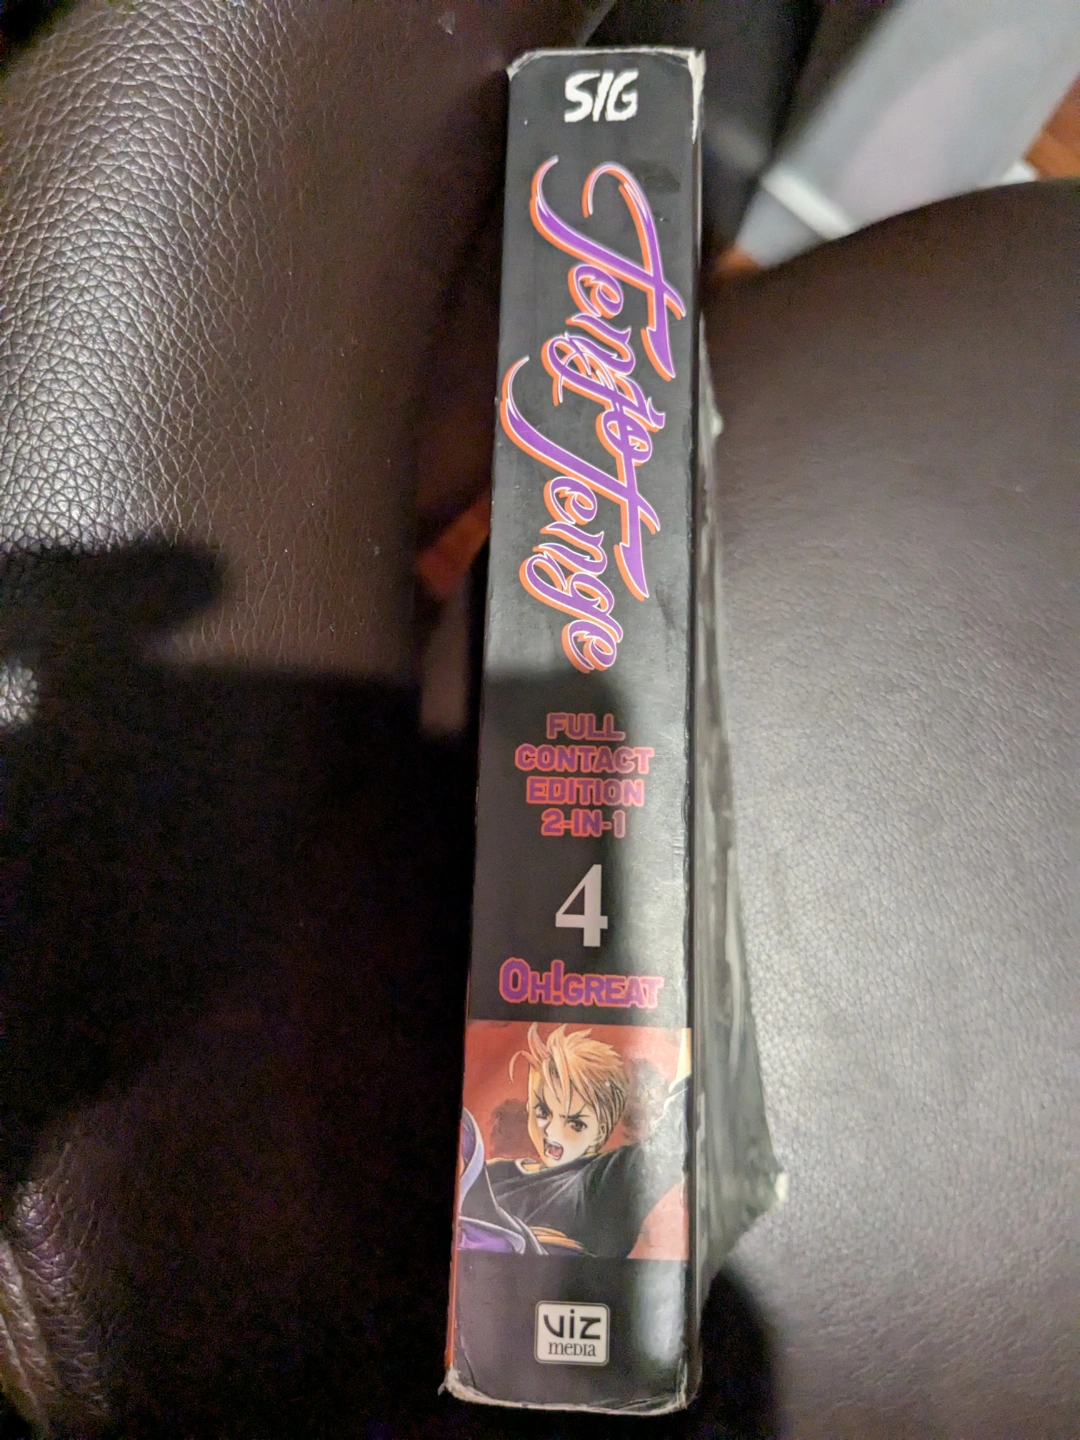 SIG
Tenjo Tenge
FULL
CONTACT
EDITION
2-IN-1
4
OH!GREAT
VIZ
MEDIA